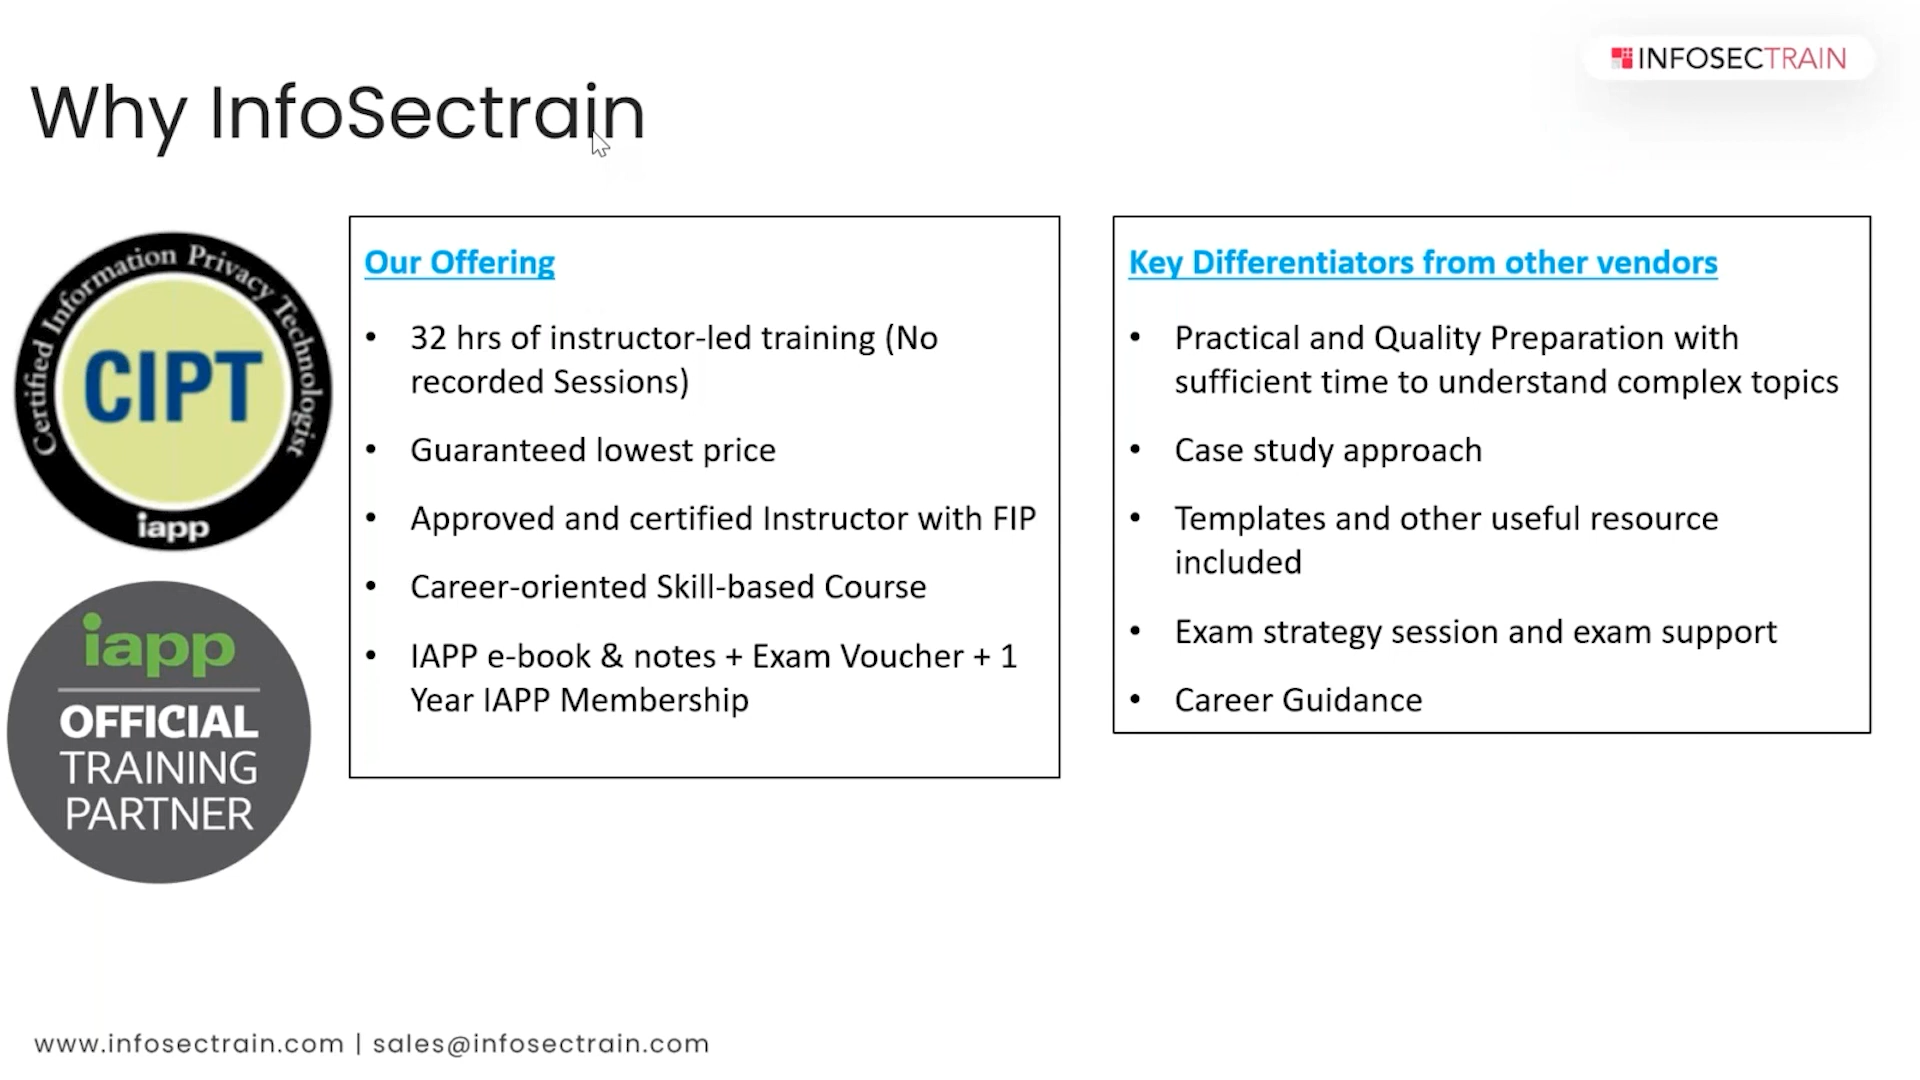 INFOSECTRAIN
Why InfoSectrain
Certified Information Privacy Technologist
CIPT
iapp
iapp
OFFICIAL
TRAINING
PARTNER
Our Offering
• 32 hrs of instructor-led training (No
recorded Sessions)
• Guaranteed lowest price
• Approved and certified Instructor with FIP
• Career-oriented Skill-based Course
• IAPP e-book & notes + Exam Voucher + 1
Year IAPP Membership
Key Differentiators from other vendors
• Practical and Quality Preparation with
sufficient time to understand complex topics
• Case study approach
• Templates and other useful resource
included
• Exam strategy session and exam support
• Career Guidance
www.infosectrain.com | sales@infosectrain.com